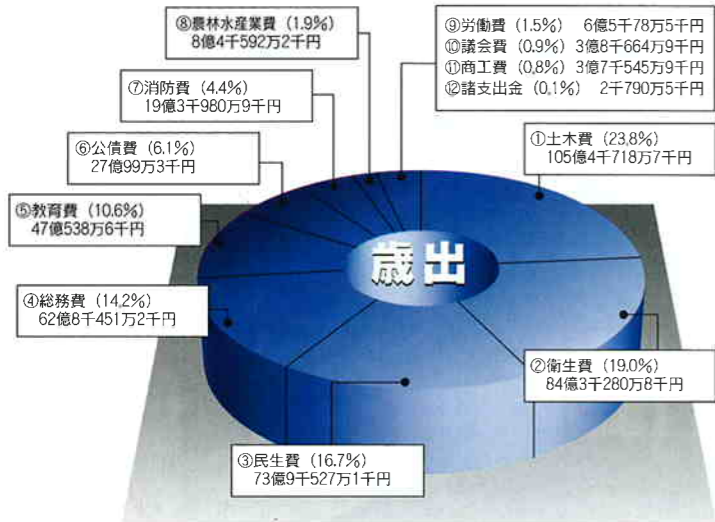 歳出
①土木費 (23.8%)
105億4千718万7千円
②衛生費 (19.0%)
84億3千280万8千円
③民生費 (16.7%)
73億9千527万1千円
④総務費 (14.2%)
62億8千451万2千円
⑤教育費 (10.6%)
47億538万6千円
⑥公債費 (6.1%)
27億99万3千円
⑦消防費 (4.4%)
19億3千980万9千円
⑧農林水産業費 (1.9%)
8億4千592万2千円
⑨労働費 (1.5%) 6億5千78万5千円
⑩議会費 (0.9%) 3億8千664万9千円
⑪商工費 (0.8%) 3億7千545万9千円
⑫諸支出金 (0.1%) 2千790万5千円